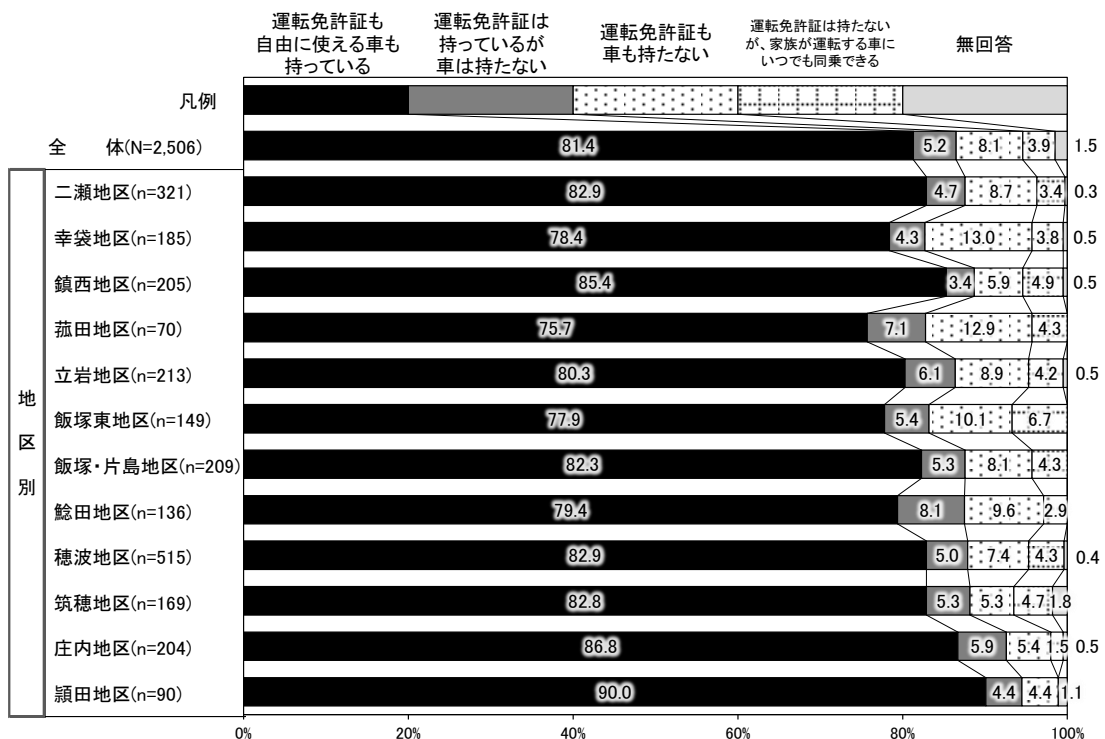 運転免許証も
自由に使える車も
持っている
運転免許証は
持っているが
車は持たない
運転免許証も
車も持たない
運転免許証は持たない
が、家族が運転する車に
いつでも同乗できる
無回答
凡例
全　体(N=2,506) 81.4 5.2 8.1 3.9 1.5
地区別
二瀬地区(n=321) 82.9 4.7 8.7 3.4 0.3
幸袋地区(n=185) 78.4 4.3 13.0 3.8 0.5
鎮西地区(n=205) 85.4 3.4 5.9 4.9 0.5
菰田地区(n=70) 75.7 7.1 12.9 4.3
立岩地区(n=213) 80.3 6.1 8.9 4.2 0.5
飯塚東地区(n=149) 77.9 5.4 10.1 6.7
飯塚・片島地区(n=209) 82.3 5.3 8.1 4.3
鯰田地区(n=136) 79.4 8.1 9.6 2.9
穂波地区(n=515) 82.9 5.0 7.4 4.3 0.4
筑穂地区(n=169) 82.8 5.3 5.3 4.7 1.8
庄内地区(n=204) 86.8 5.9 5.4 1.5 0.5
頴田地区(n=90) 90.0 4.4 4.4 1.1
0% 20% 40% 60% 80% 100%